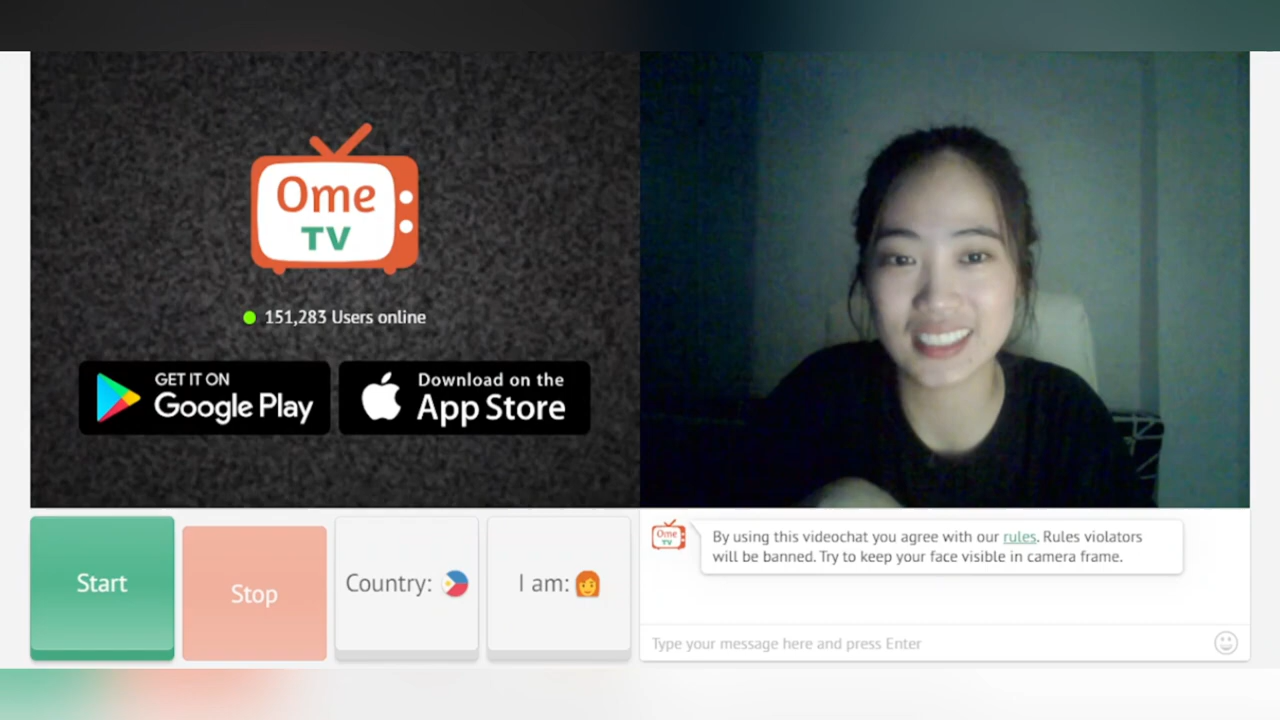 Ome
TV
151,283 Users online
GET IT ON
Google Play
Download on the
App Store
Start
Stop
Country:
I am:
Ome
TV
By using this videochat you agree with our rules. Rules violators
will be banned. Try to keep your face visible in camera frame.
Type your message here and press Enter